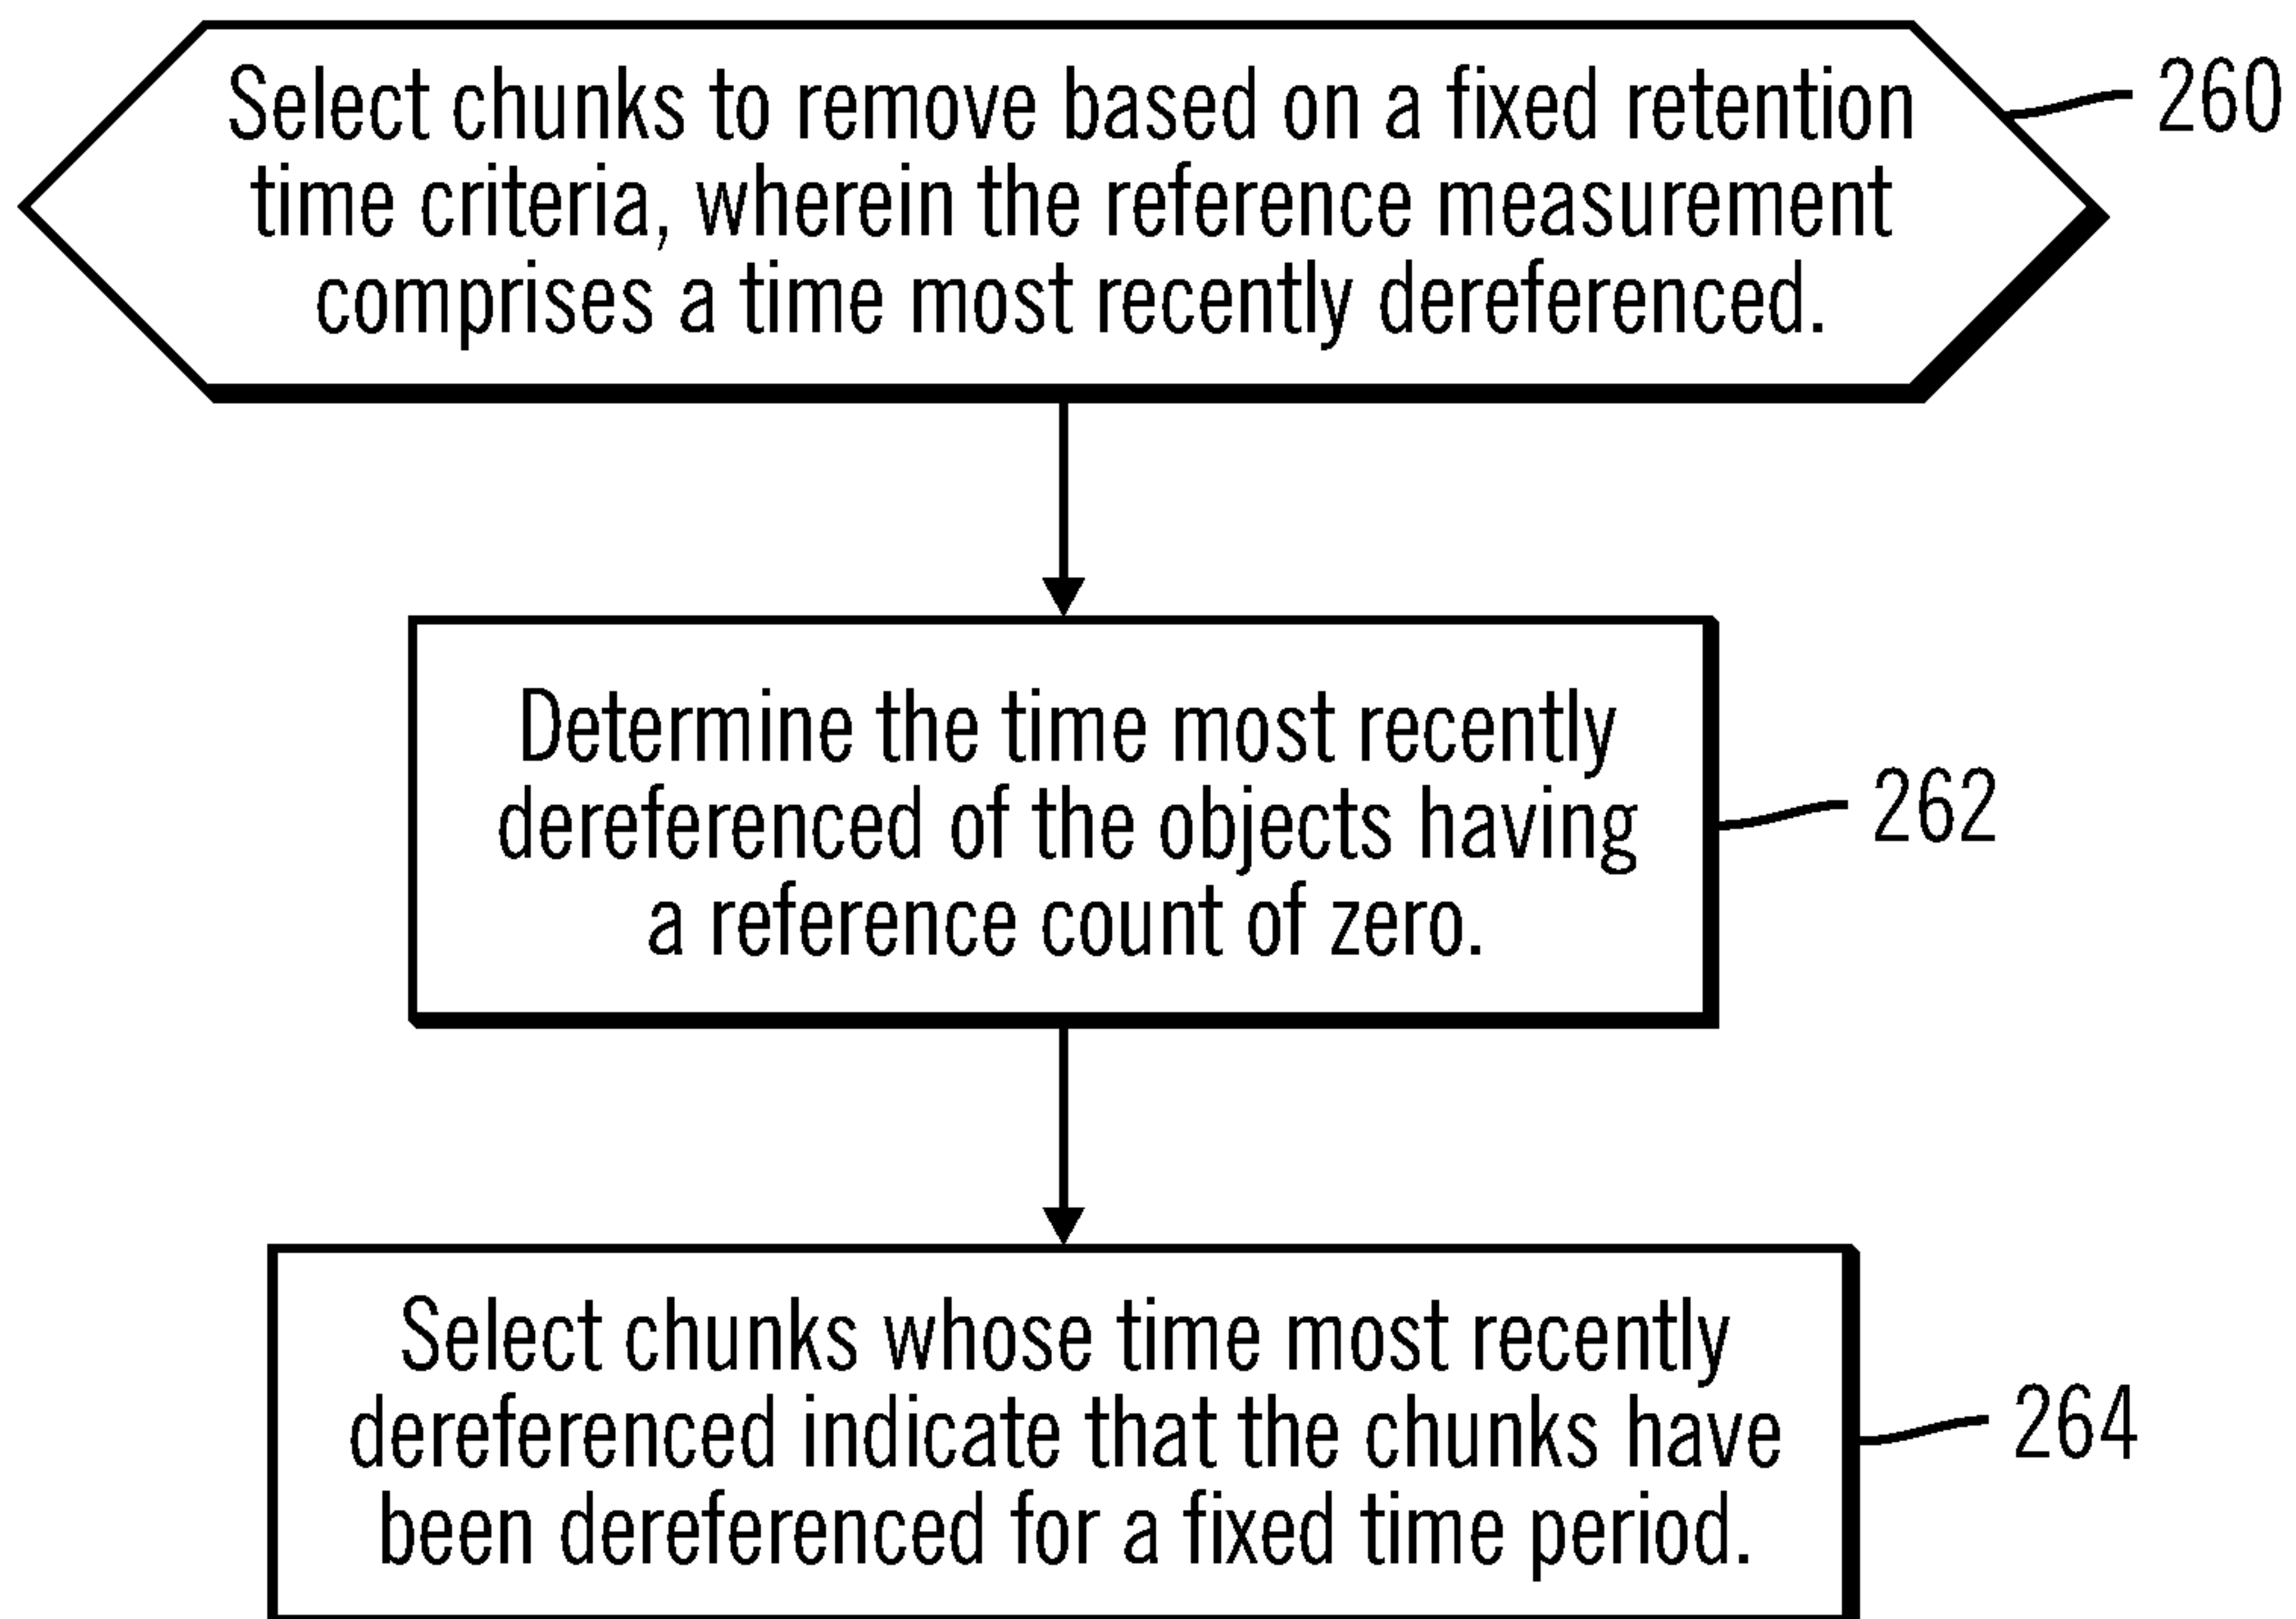 Select chunks to remove based on a fixed retention
time criteria, wherein the reference measurement
comprises a time most recently dereferenced.
260
Determine the time most recently
dereferenced of the objects having
a reference count of zero.
262
Select chunks whose time most recently
dereferenced indicate that the chunks have
been dereferenced for a fixed time period.
264